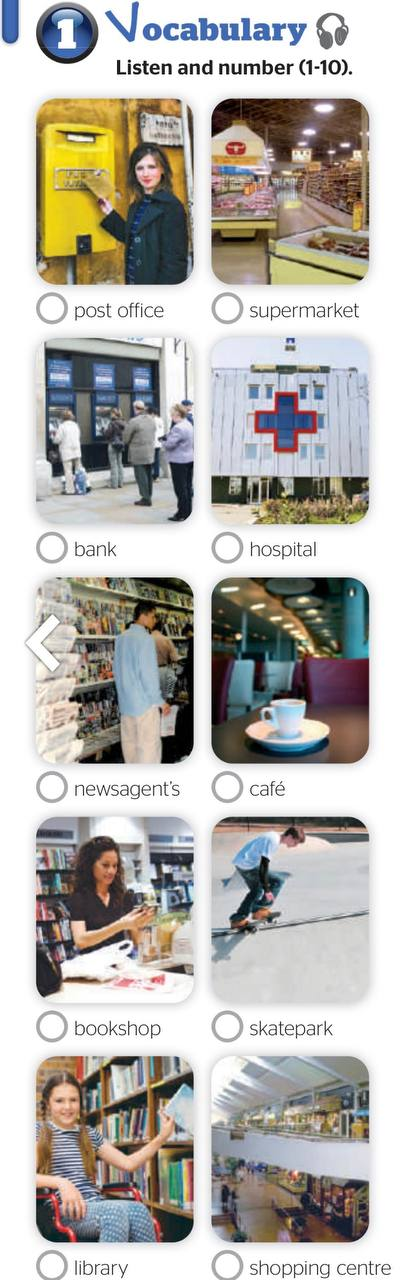 1 Vocabulary
Listen and number (1-10).
post office
supermarket
bank
hospital
newsagent's
café
bookshop
skatepark
library
shopping centre